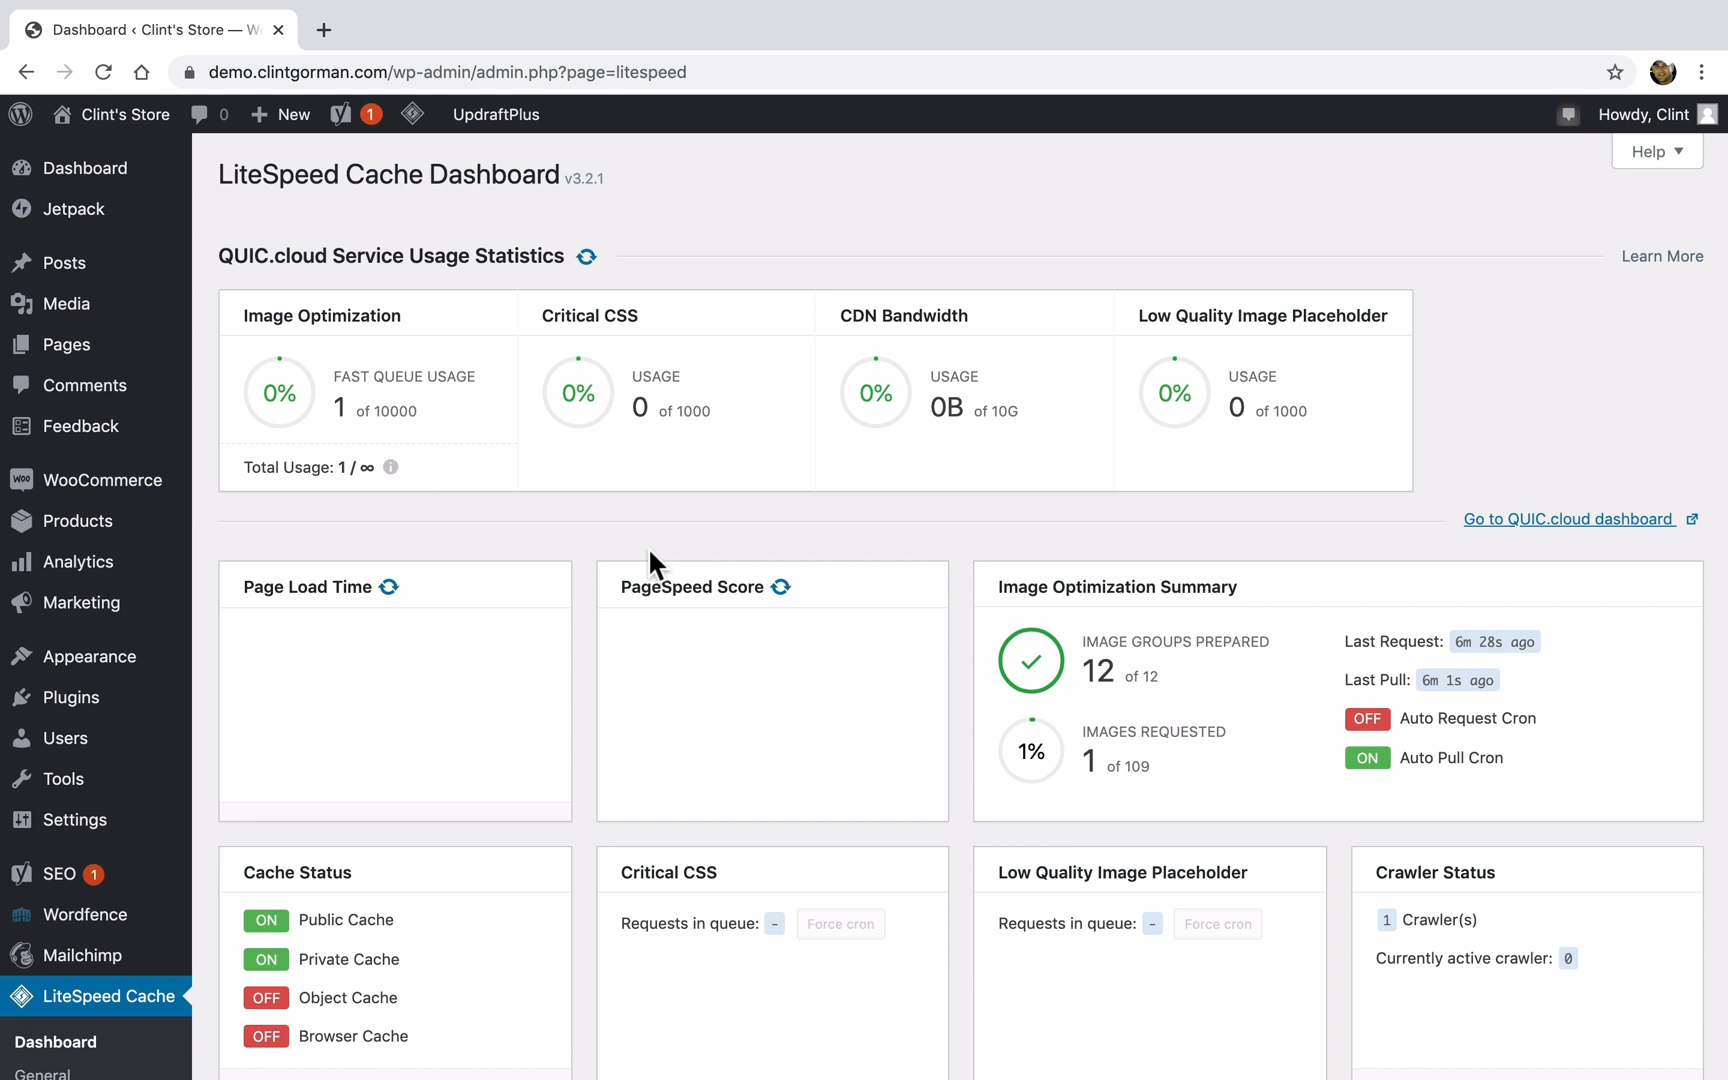 Dashboard ‹ Clint's Store — W
demo.clintgorman.com/wp-admin/admin.php?page=litespeed
Clint's Store
0
New
1
UpdraftPlus
Howdy, Clint
Dashboard
Jetpack
Posts
Media
Pages
Comments
Feedback
WooCommerce
Products
Analytics
Marketing
Appearance
Plugins
Users
Tools
Settings
SEO 1
Wordfence
Mailchimp
LiteSpeed Cache
Dashboard
General
Help
LiteSpeed Cache Dashboard v3.2.1
QUIC.cloud Service Usage Statistics
Learn More
Image Optimization
0%
FAST QUEUE USAGE
1 of 10000
Total Usage: 1 / ∞
Critical CSS
0%
USAGE
0 of 1000
CDN Bandwidth
0%
USAGE
0B of 10G
Low Quality Image Placeholder
0%
USAGE
0 of 1000
Go to QUIC.cloud dashboard
Page Load Time
PageSpeed Score
Image Optimization Summary
IMAGE GROUPS PREPARED
12 of 12
1%
IMAGES REQUESTED
1 of 109
Last Request: 6m 28s ago
Last Pull: 6m 1s ago
OFF Auto Request Cron
ON Auto Pull Cron
Cache Status
ON Public Cache
ON Private Cache
OFF Object Cache
OFF Browser Cache
Critical CSS
Requests in queue: - Force cron
Low Quality Image Placeholder
Requests in queue: - Force cron
Crawler Status
1 Crawler(s)
Currently active crawler: 0